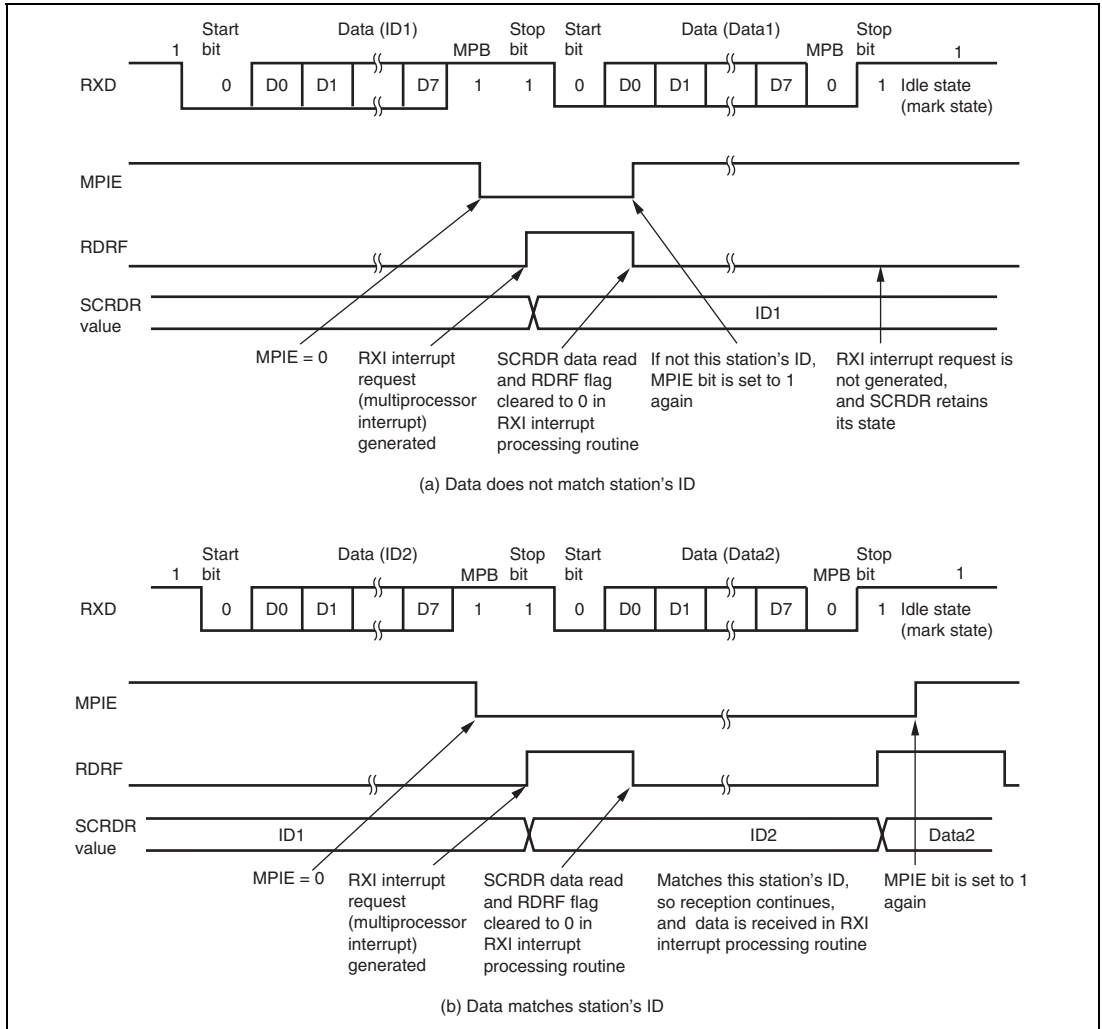 Start bit Data (ID1) Stop bit Start bit Data (Data1) Stop bit
1 MPB MPB 1
RXD 0 D0 D1 D7 1 1 0 D0 D1 D7 0 1 Idle state (mark state)
MPIE
RDRF
SCRDR value ID1
MPIE = 0
RXI interrupt request (multiprocessor interrupt) generated
SCRDR data read and RDRF flag cleared to 0 in RXI interrupt processing routine
If not this station's ID, MPIE bit is set to 1 again
RXI interrupt request is not generated, and SCRDR retains its state
(a) Data does not match station's ID
Start bit Data (ID2) Stop bit Start bit Data (Data2) Stop bit
1 MPB MPB 1
RXD 0 D0 D1 D7 1 1 0 D0 D1 D7 0 1 Idle state (mark state)
MPIE
RDRF
SCRDR value ID1 ID2 Data2
MPIE = 0
RXI interrupt request (multiprocessor interrupt) generated
SCRDR data read and RDRF flag cleared to 0 in RXI interrupt processing routine
Matches this station's ID, so reception continues, and data is received in RXI interrupt processing routine
MPIE bit is set to 1 again
(b) Data matches station's ID